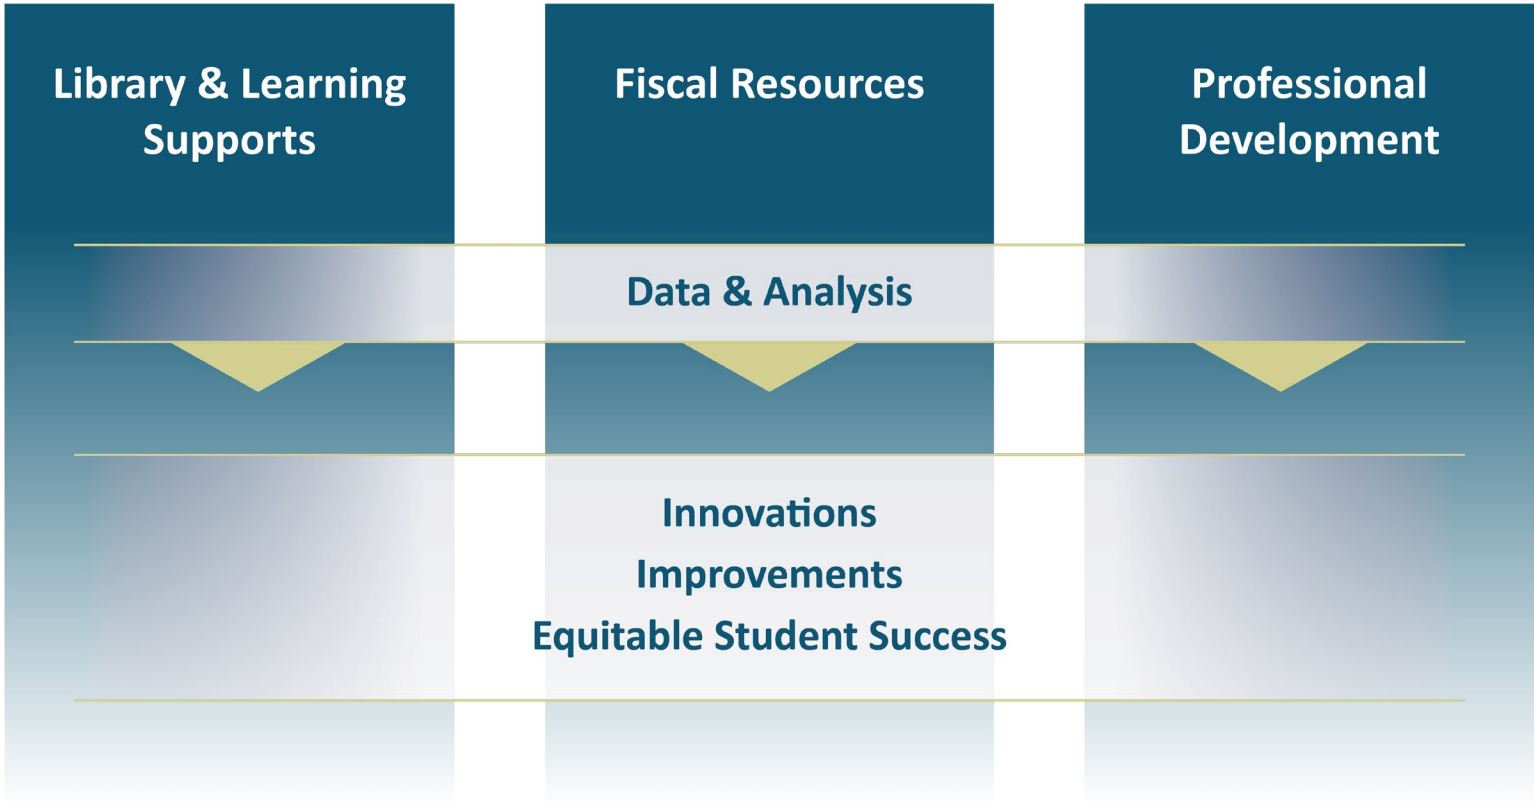 Library & Learning
Supports
Fiscal Resources
Professional
Development
Data & Analysis
Innovations
Improvements
Equitable Student Success